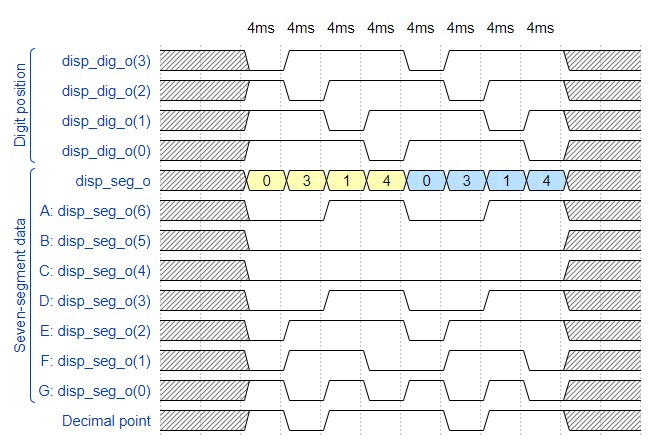 4ms 4ms 4ms 4ms 4ms 4ms 4ms 4ms
Digit position
disp_dig_o(3)
disp_dig_o(2)
disp_dig_o(1)
disp_dig_o(0)
Seven-segment data
disp_seg_o 0 3 1 4 0 3 1 4
A: disp_seg_o(6)
B: disp_seg_o(5)
C: disp_seg_o(4)
D: disp_seg_o(3)
E: disp_seg_o(2)
F: disp_seg_o(1)
G: disp_seg_o(0)
Decimal point